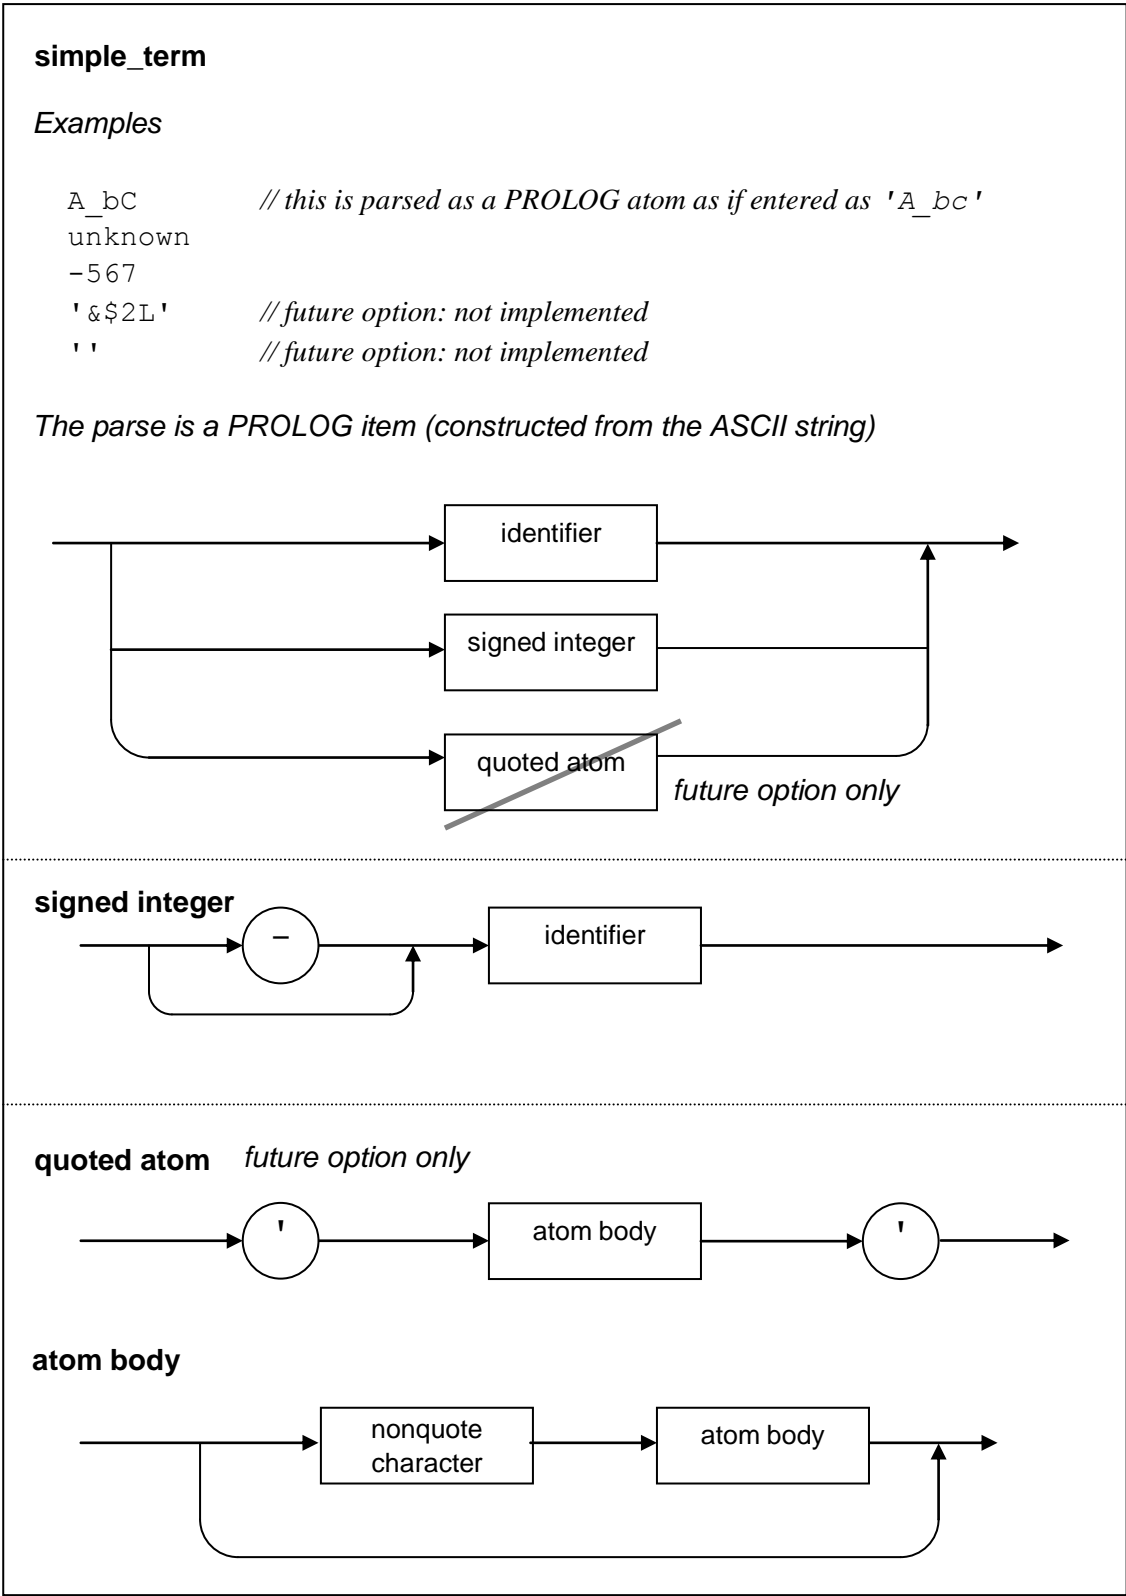 simple_term
Examples
A_bC // this is parsed as a PROLOG atom as if entered as 'A_bc'
unknown
-567
'&$2L' // future option: not implemented
'' // future option: not implemented
The parse is a PROLOG item (constructed from the ASCII string)
identifier
signed integer
quoted atom
future option only
signed integer
–
identifier
quoted atom future option only
' atom body '
atom body
nonquote
character
atom body